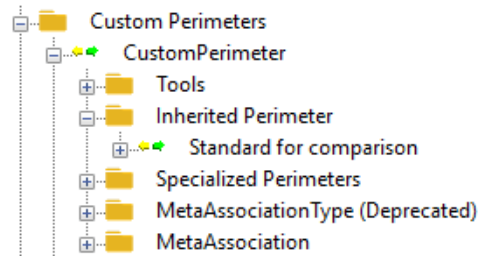 Custom Perimeters
CustomPerimeter
Tools
Inherited Perimeter
Standard for comparison
Specialized Perimeters
MetaAssociationType (Deprecated)
MetaAssociation